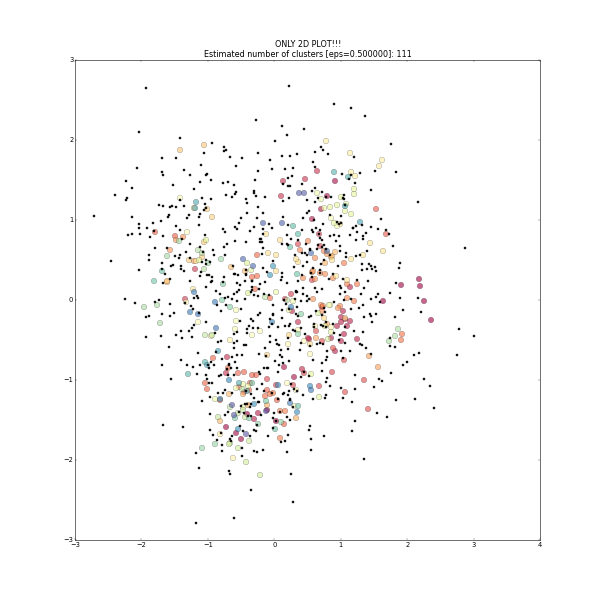 ONLY 2D PLOT!!!
Estimated number of clusters [eps=0.500000]: 111
3
2
1
0
−1
−2
−3
−3 −2 −1 0 1 2 3 4